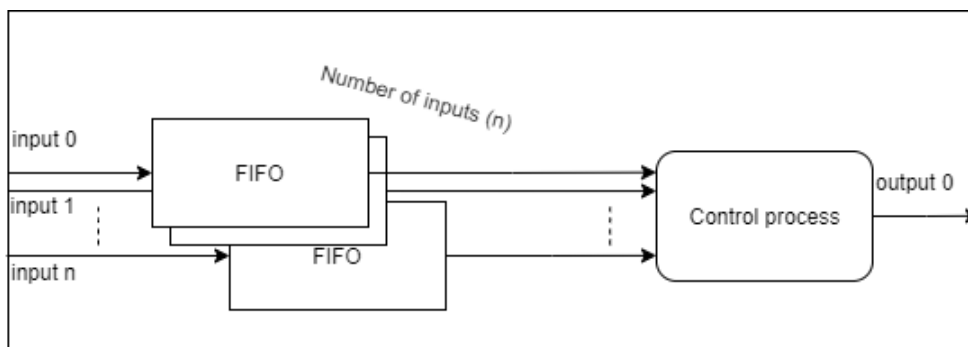 Number of inputs (n)
input 0
FIFO
input 1
output 0
Control process
FIFO
input n